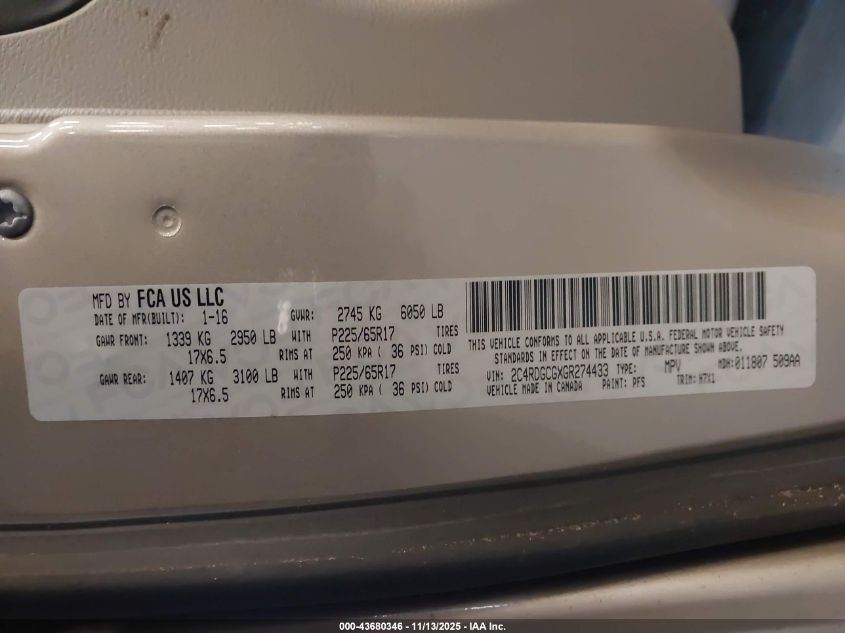 MFD BY FCA US LLC
DATE OF MFR(BUILT): 1-16 GVWR: 2745 KG 6050 LB
GAWR FRONT: 1339 KG 2950 LB WITH P225/65R17 TIRES
17X6.5 RIMS AT 250 KPA ( 36 PSI) COLD
GAWR REAR: 1407 KG 3100 LB WITH P225/65R17 TIRES
17X6.5 RIMS AT 250 KPA ( 36 PSI) COLD
THIS VEHICLE CONFORMS TO ALL APPLICABLE U.S.A. FEDERAL MOTOR VEHICLE SAFETY
STANDARDS IN EFFECT ON THE DATE OF MANUFACTURE SHOWN ABOVE.
VIN: 2C4RDGCGXGR274433 TYPE: MPV MDH: 011807 509AA
VEHICLE MADE IN CANADA PAINT: PFS TRIM: H7X1
000-43680346 - 11/13/2025 - IAA Inc.